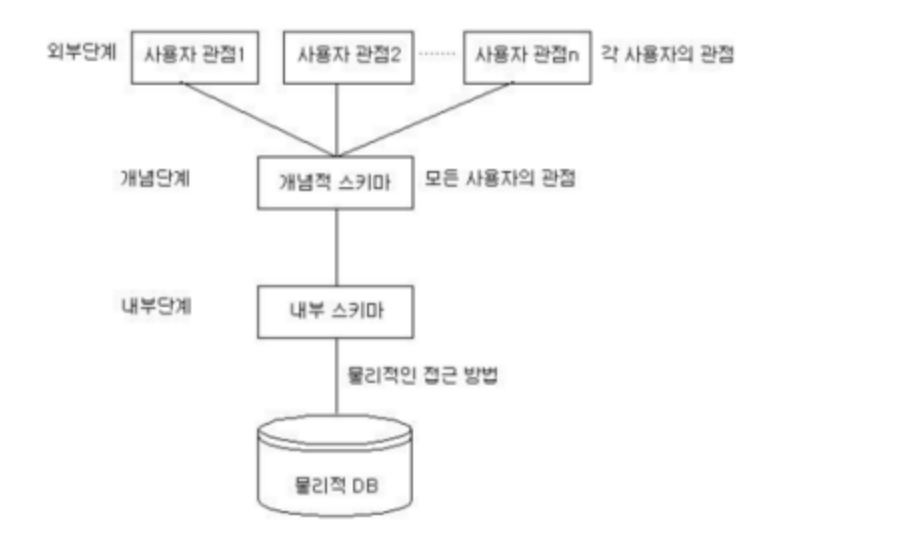 외부단계 사용자 관점1 사용자 관점2 ........ 사용자 관점n 각 사용자의 관점
개념단계 개념적 스키마 모든 사용자의 관점
내부단계 내부 스키마
물리적인 접근 방법
물리적 DB